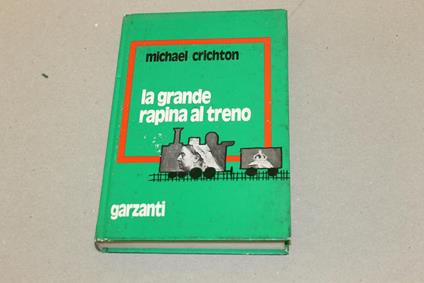 michael crichton
la grande
rapina al treno
garzanti